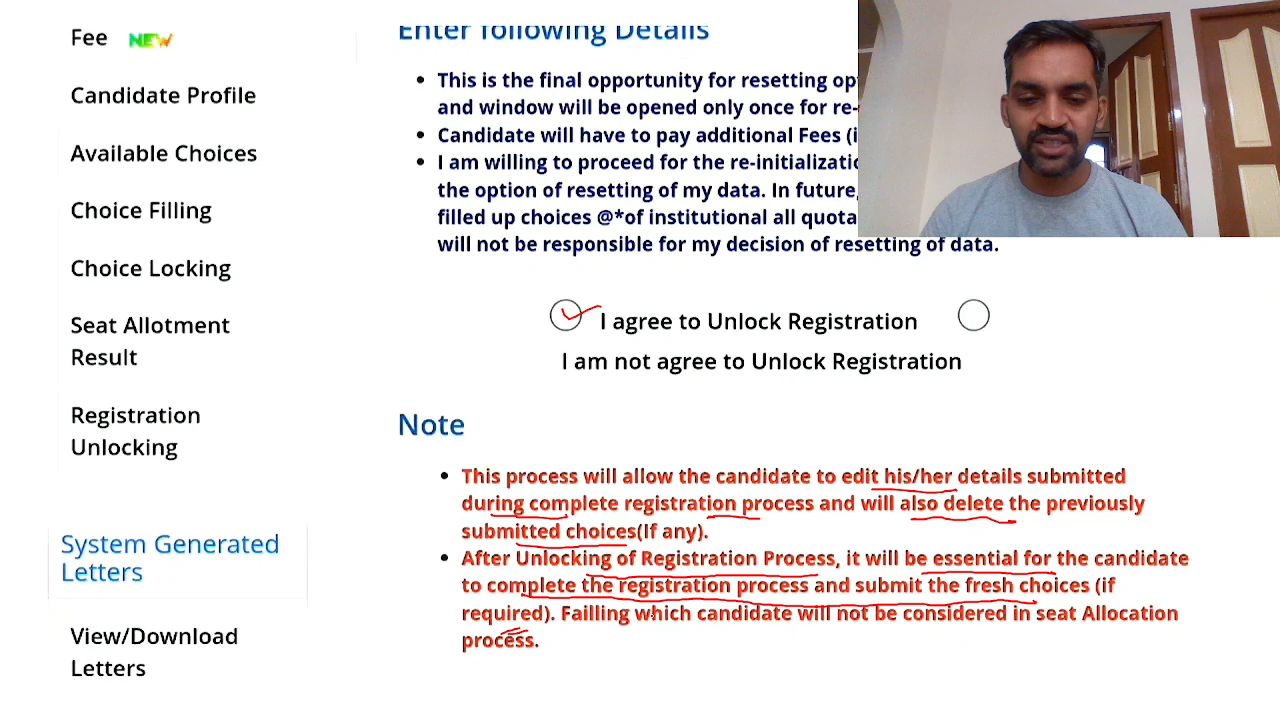 Fee NEW
Candidate Profile
Available Choices
Choice Filling
Choice Locking
Seat Allotment
Result
Registration
Unlocking
System Generated
Letters
View/Download
Letters
Enter following Details
This is the final opportunity for resetting
and window will be opened only once for
Candidate will have to pay additional Fees
I am willing to proceed for the
the option of resetting of my data. In future,
filled up choices @*of institutional all quota
will not be responsible for my decision of resetting of data.
I agree to Unlock Registration
I am not agree to Unlock Registration
Note
This process will allow the candidate to edit his/her details submitted
during complete registration process and will also delete the previously
submitted choices(If any).
After Unlocking of Registration Process, it will be essential for the candidate
to complete the registration process and submit the fresh choices (if
required). Failling which candidate will not be considered in seat Allocation
process.